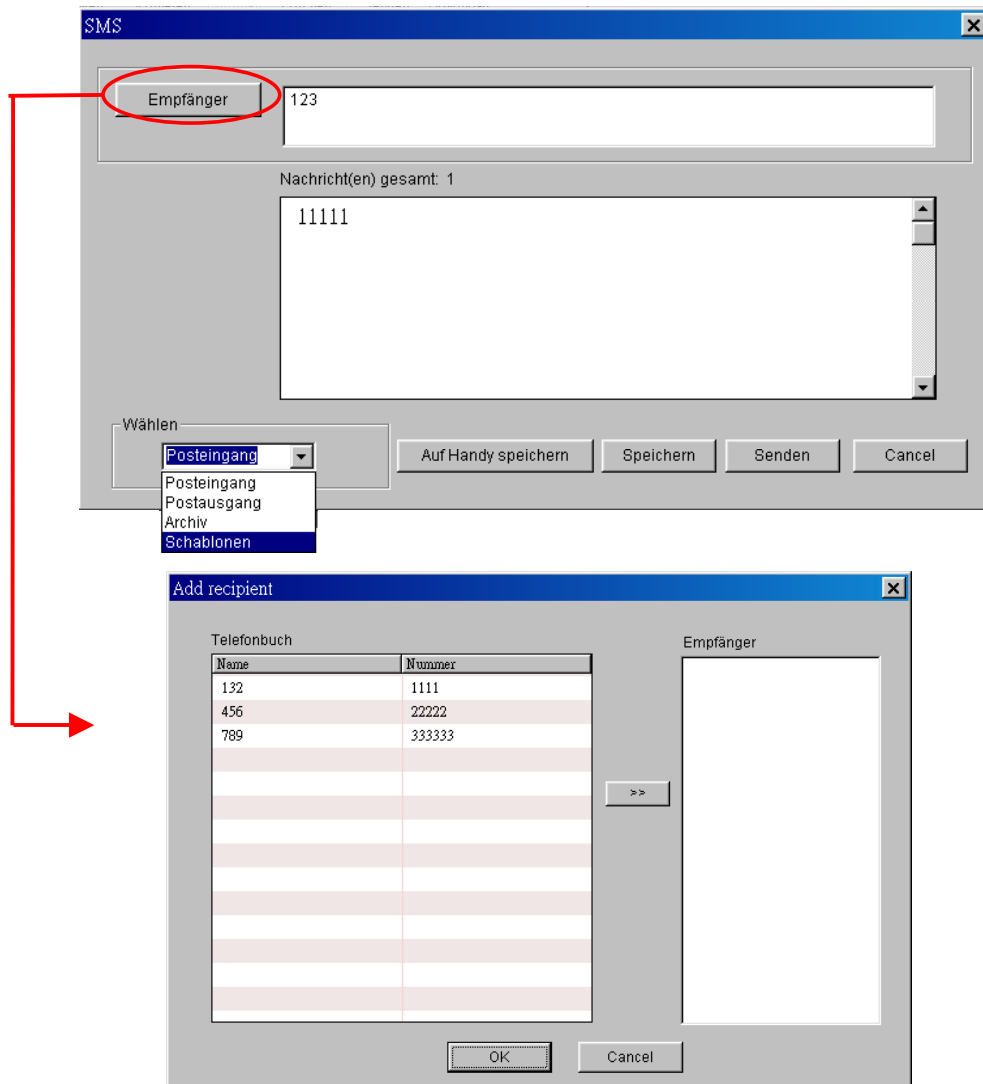 SMS
Empfänger
123
Nachricht(en) gesamt: 1
11111
Wählen
Posteingang
Auf Handy speichern
Speichern
Senden
Cancel
Posteingang
Postausgang
Archiv
Schablonen
Add recipient
Telefonbuch
Empfänger
Name Nummer
132 1111
456 22222
789 333333
>>
OK
Cancel